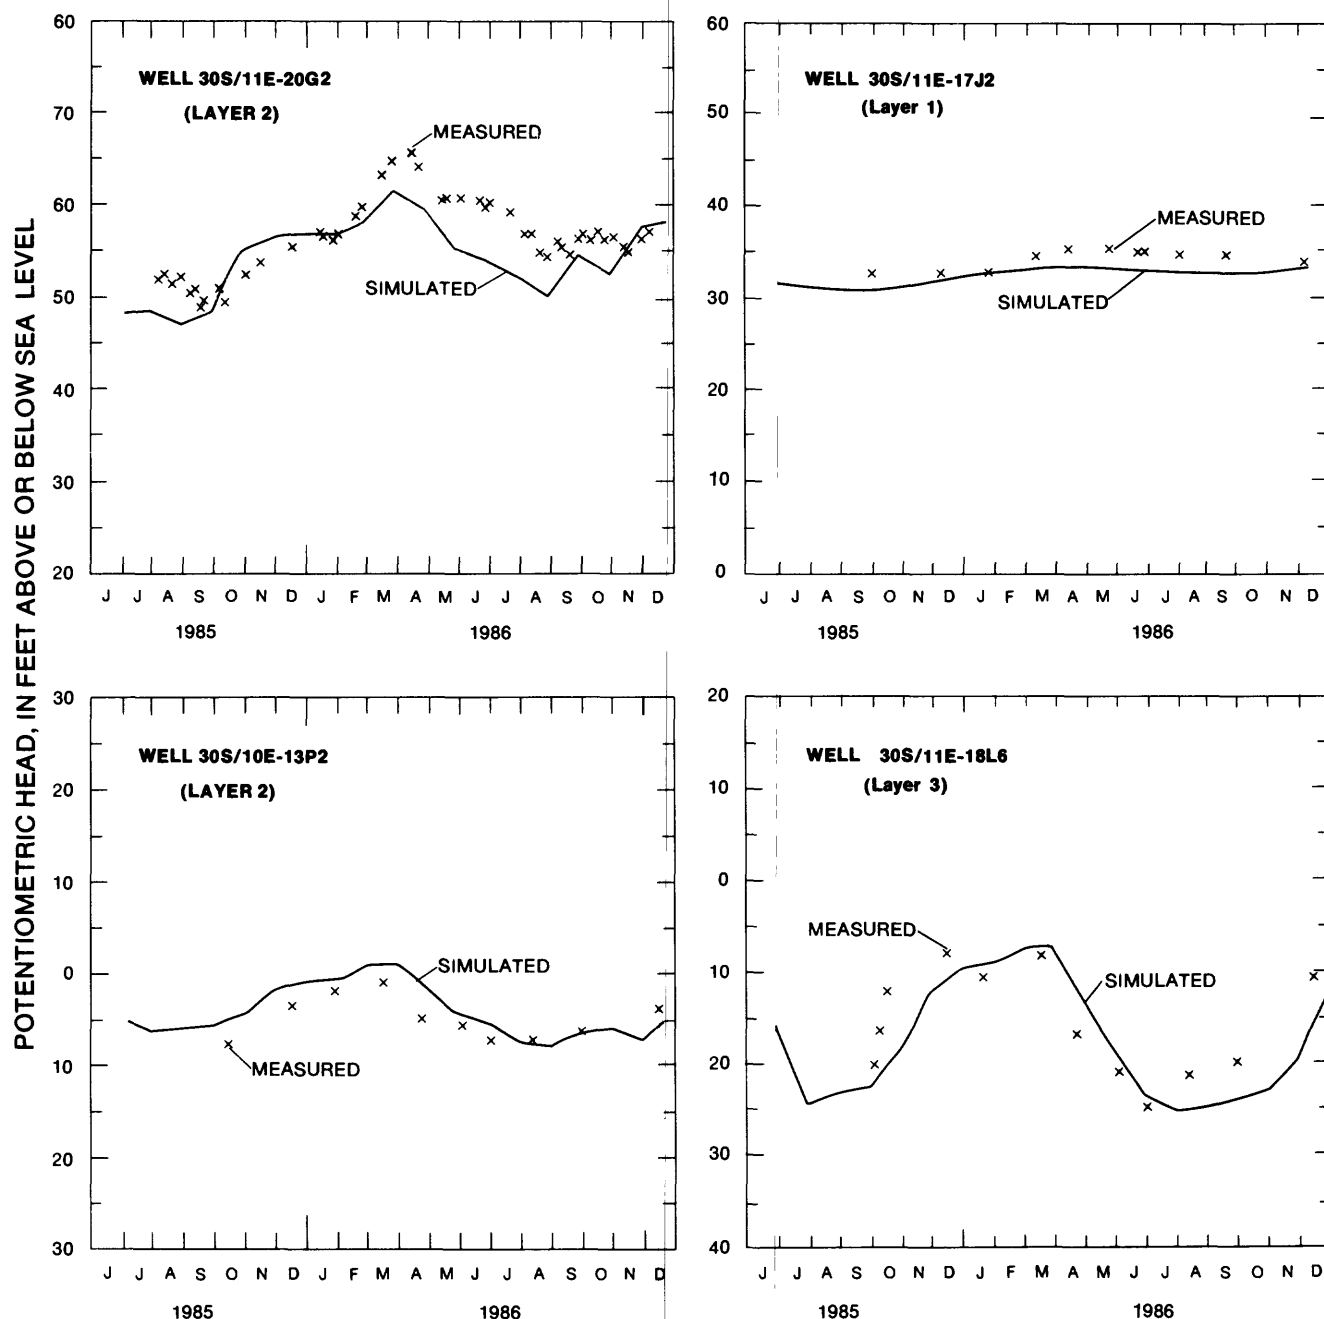 POTENTIOMETRIC HEAD, IN FEET ABOVE OR BELOW SEA LEVEL
60
WELL 30S/11E-20G2
(LAYER 2)
70
MEASURED
60
50
SIMULATED
40
30
20
J J A S O N D J F M A M J J A S O N D
1985 1986
60
WELL 30S/11E-17J2
(Layer 1)
50
40
MEASURED
30
SIMULATED
20
10
0
J J A S O N D J F M A M J J A S O N D
1985 1986
30
WELL 30S/10E-13P2
(LAYER 2)
20
10
0
SIMULATED
10
MEASURED
20
30
J J A S O N D J F M A M J J A S O N D
1985 1986
20
WELL 30S/11E-18L6
(Layer 3)
10
0
MEASURED
10
SIMULATED
20
30
40
J J A S O N D J F M A M J J A S O N D
1985 1986